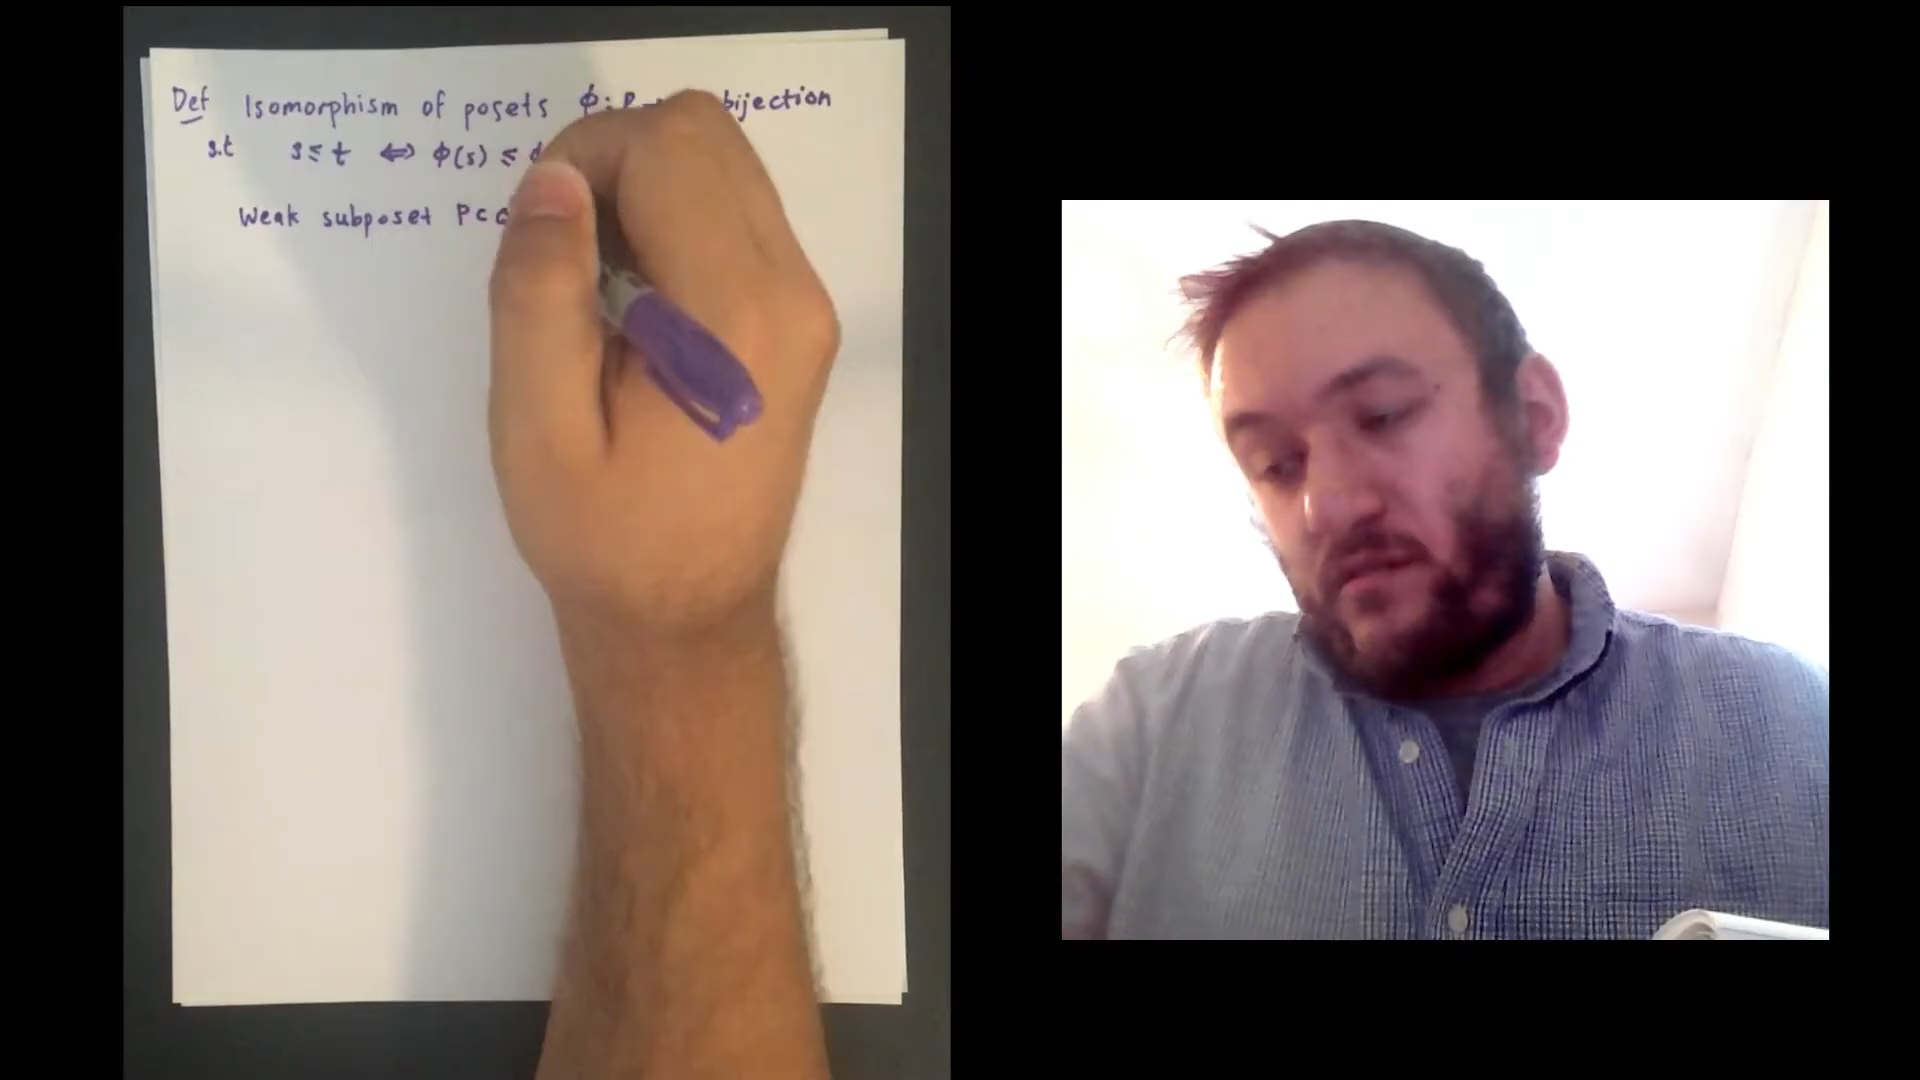 Def Isomorphism of posets ϕ: P bijection
s.t s ≤ t ⇔ ϕ(s) ≤
Weak subposet P ⊂